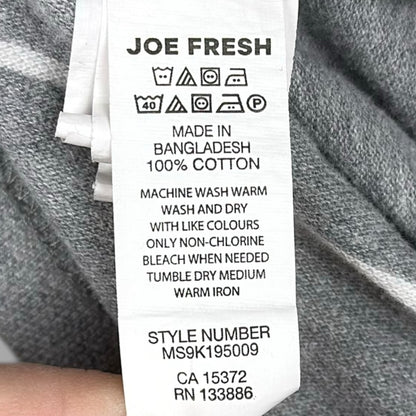 JOE FRESH
40 P
MADE IN
BANGLADESH
100% COTTON
MACHINE WASH WARM
WASH AND DRY
WITH LIKE COLOURS
ONLY NON-CHLORINE
BLEACH WHEN NEEDED
TUMBLE DRY MEDIUM
WARM IRON
STYLE NUMBER
MS9K195009
CA 15372
RN 133886